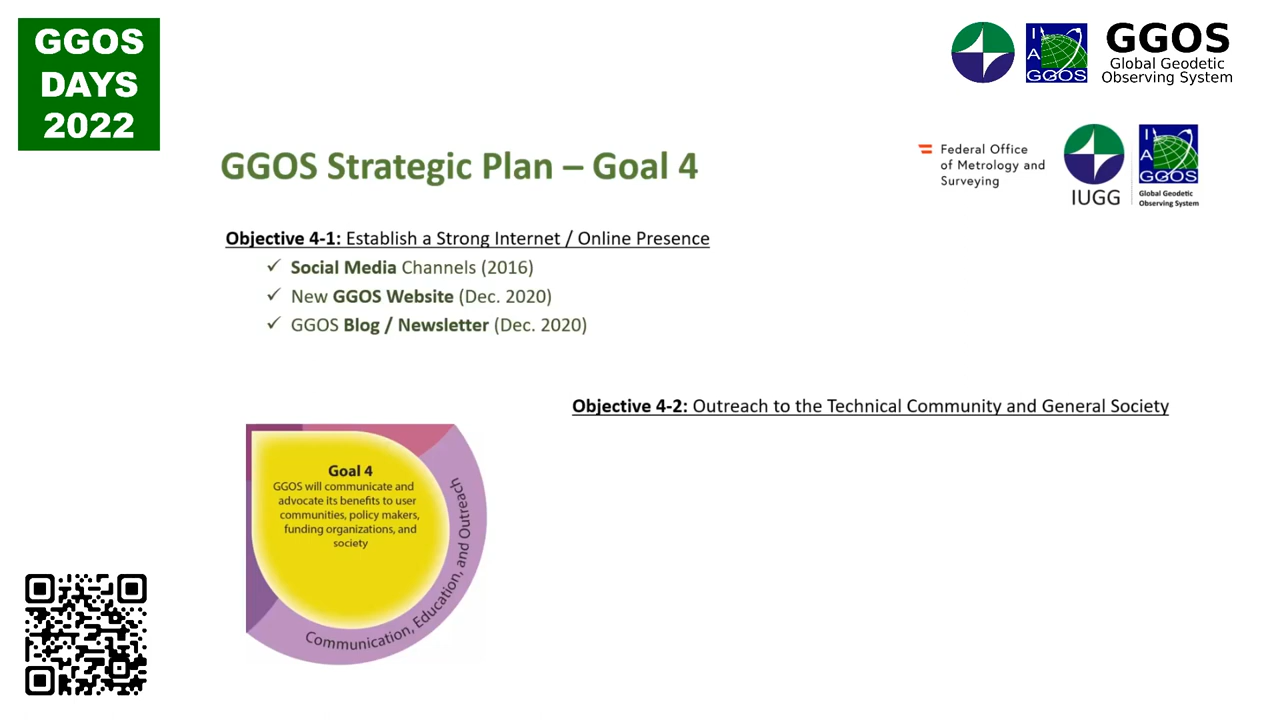 GGOS
DAYS
2022
GGOS
Global Geodetic
Observing System
I
A
GGOS
Federal Office
of Metrology and
Surveying
IUGG
I
A
GGOS
Global Geodetic
Observing System
GGOS Strategic Plan – Goal 4
Objective 4-1: Establish a Strong Internet / Online Presence
✓ Social Media Channels (2016)
✓ New GGOS Website (Dec. 2020)
✓ GGOS Blog / Newsletter (Dec. 2020)
Objective 4-2: Outreach to the Technical Community and General Society
Goal 4
GGOS will communicate and
advocate its benefits to user
communities, policy makers,
funding organizations, and
society
Communication, Education, and Outreach